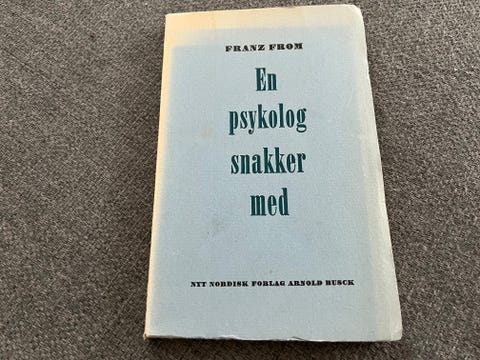 FRANZ FROM
En
psykolog
snakker
med
NYT NORDISK FORLAG ARNOLD BUSCK